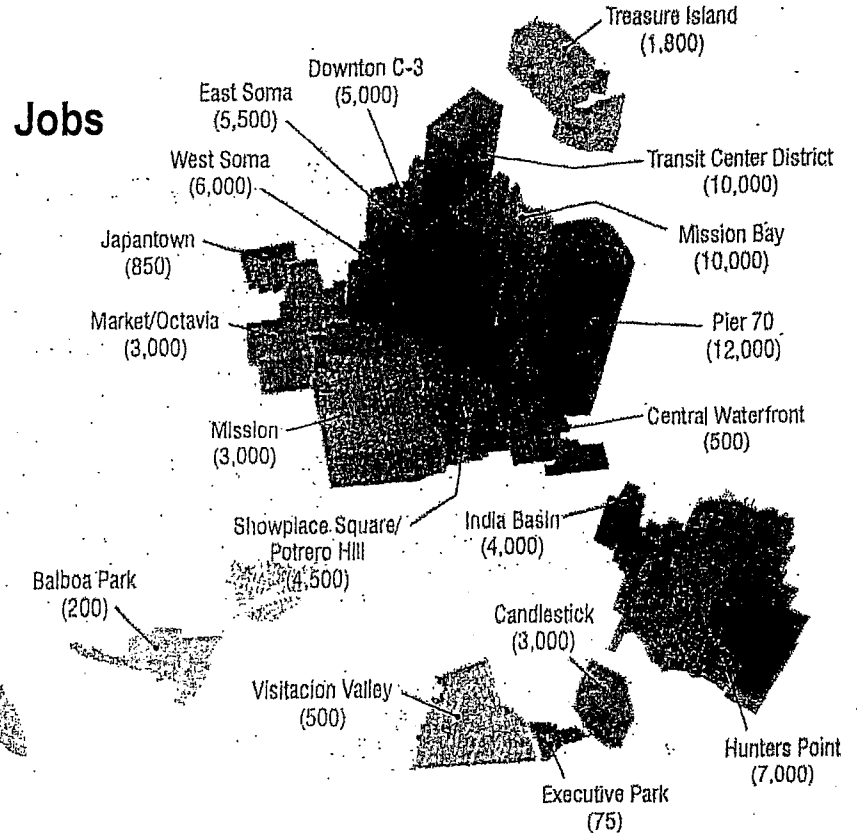 Jobs
Treasure Island
(1,800)
Downton C-3
(5,000)
East Soma
(5,500)
West Soma
(6,000)
Transit Center District
(10,000)
Japantown
(850)
Mission Bay
(10,000)
Market/Octavia
(3,000)
Pier 70
(12,000)
Mission
(3,000)
Central Waterfront
(500)
Showplace Square/
Potrero Hill
(4,500)
India Basin
(4,000)
Balboa Park
(200)
Candlestick
(3,000)
Visitacion Valley
(500)
Hunters Point
(7,000)
Executive Park
(75)